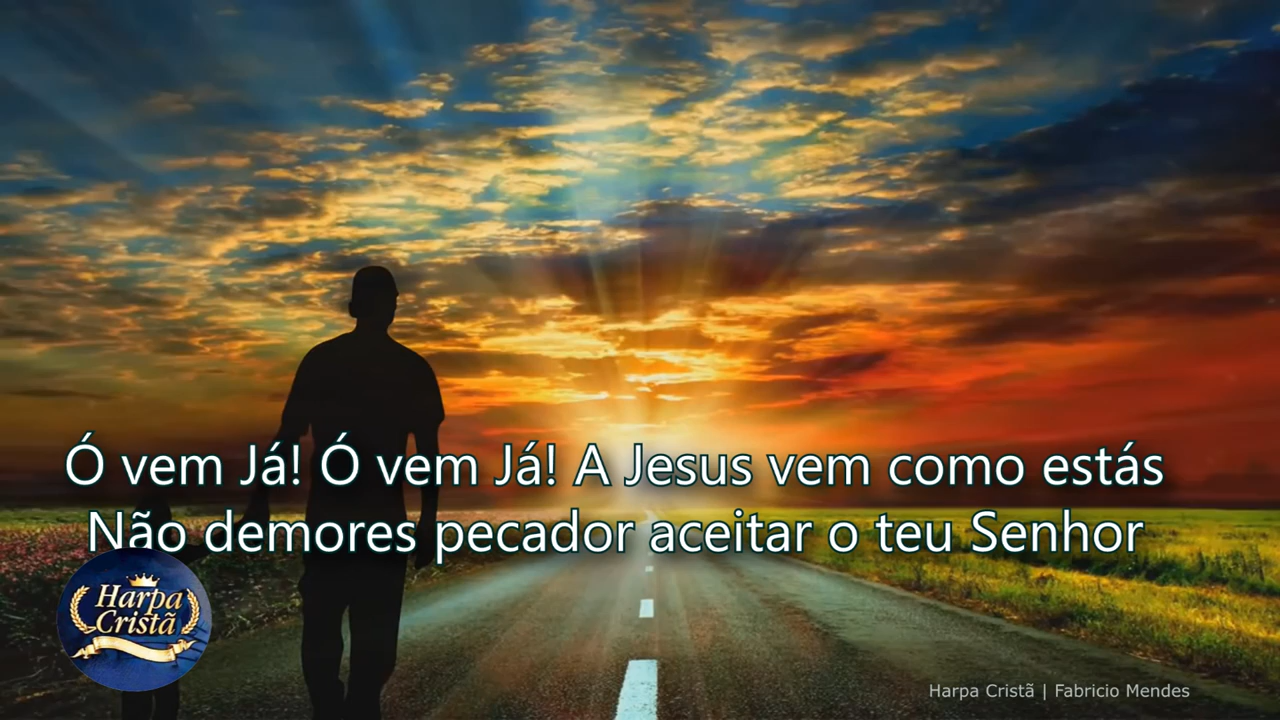 Ó vem Já! Ó vem Já! A Jesus vem como estás
Não demores pecador aceitar o teu Senhor
Harpa
Cristã
Harpa Cristã | Fabricio Mendes